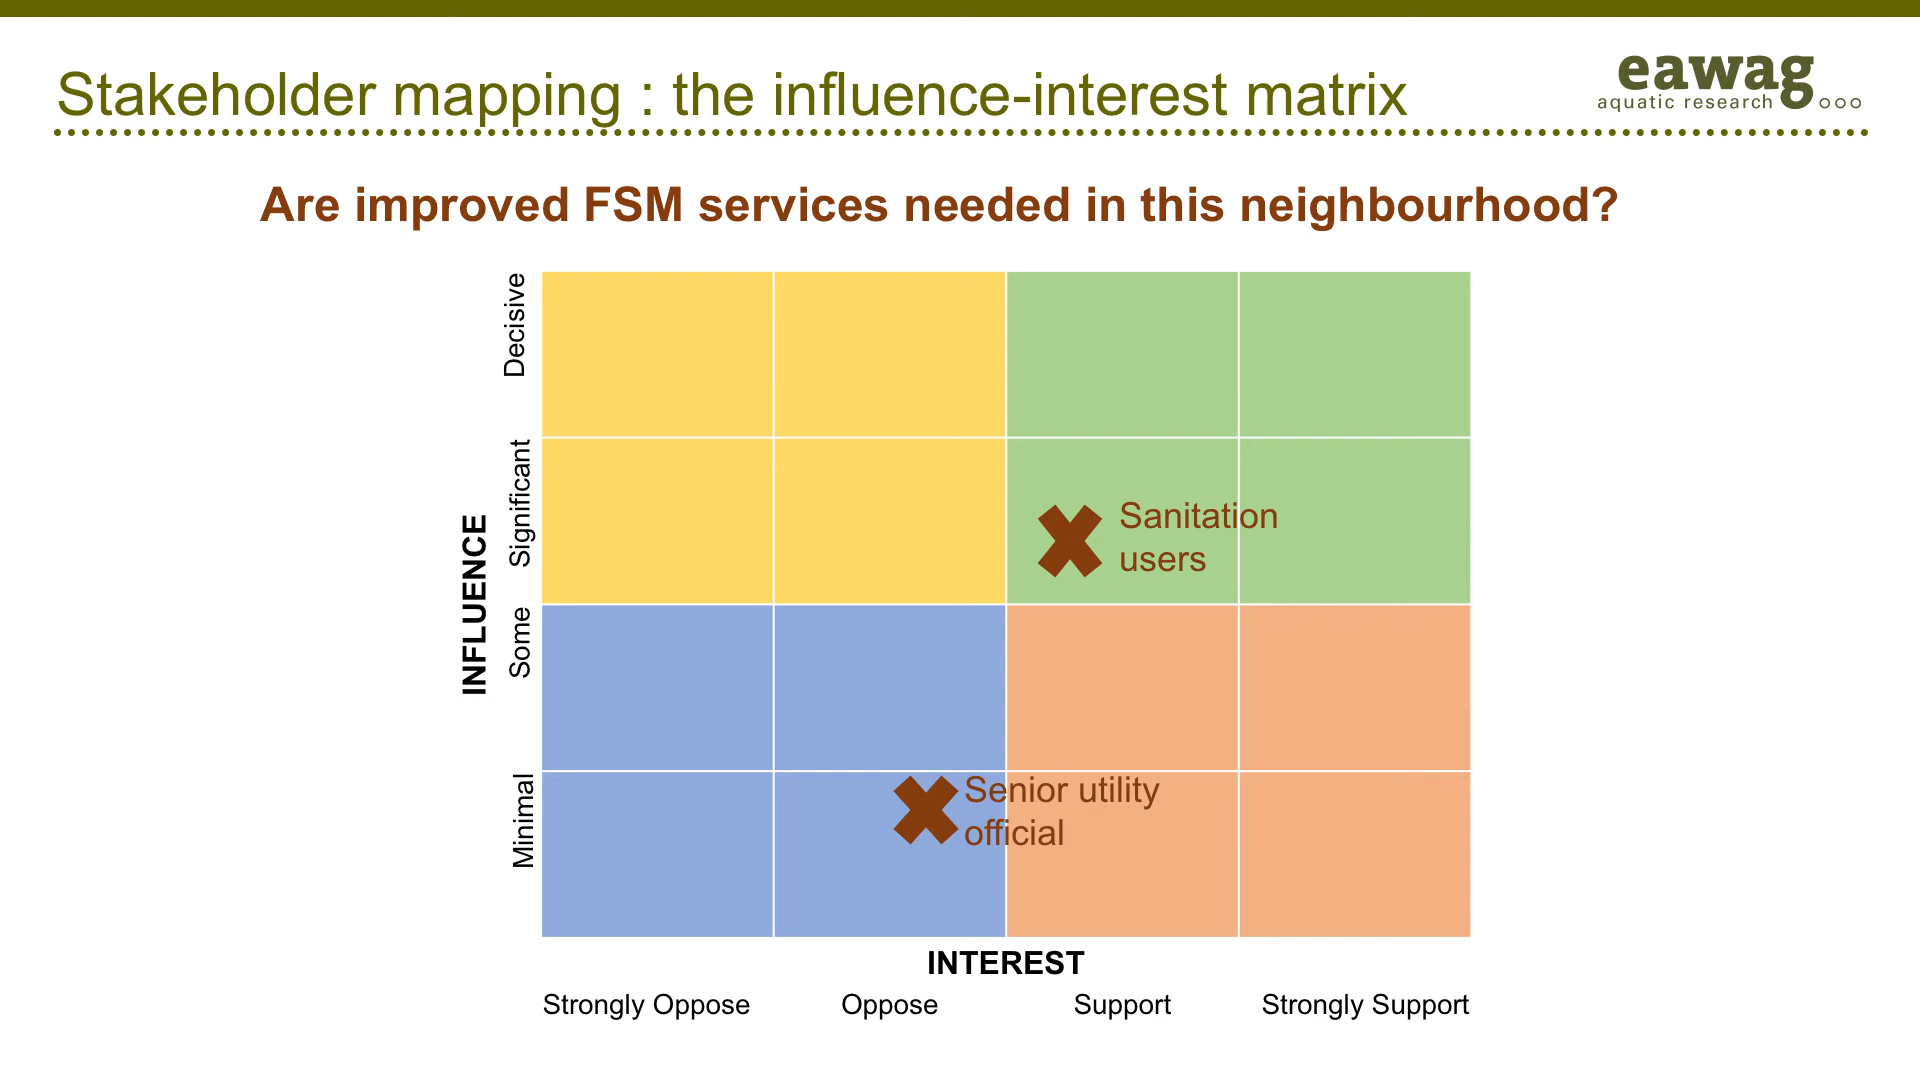 Stakeholder mapping : the influence-interest matrix
eawag
aquatic research
Are improved FSM services needed in this neighbourhood?
INFLUENCE
Decisive
Significant
Some
Minimal
Sanitation
users
Senior utility
official
INTEREST
Strongly Oppose
Oppose
Support
Strongly Support